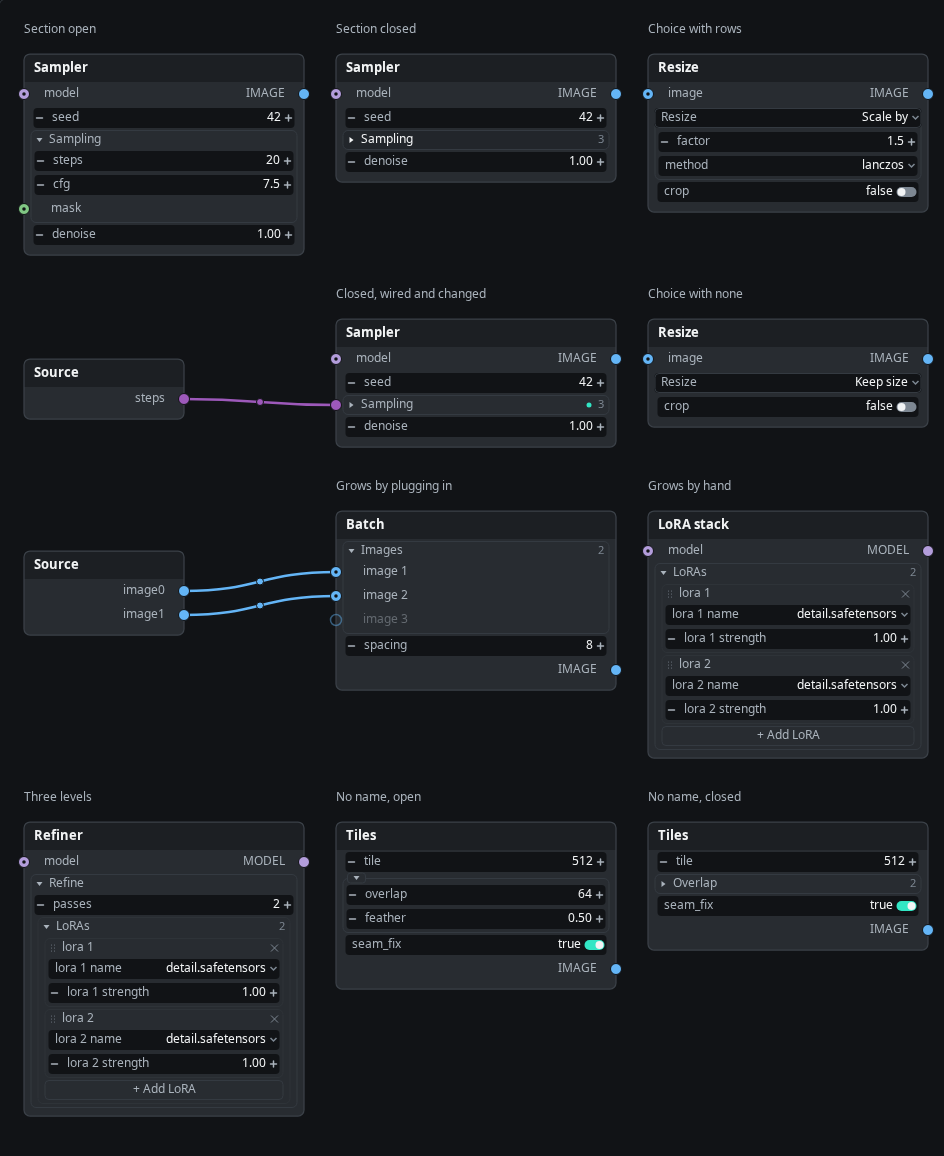 Section open
Section closed
Choice with rows
Sampler
model IMAGE
seed 42
Sampling
steps 20
cfg 7.5
mask
denoise 1.00
Sampler
model IMAGE
seed 42
Sampling 3
denoise 1.00
Resize
image IMAGE
Resize Scale by
factor 1.5
method lanczos
crop false
Closed, wired and changed
Choice with none
Source
steps
Sampler
model IMAGE
seed 42
Sampling 3
denoise 1.00
Resize
image IMAGE
Resize Keep size
crop false
Grows by plugging in
Grows by hand
Source
image0
image1
Batch
Images 2
image 1
image 2
image 3
spacing 8
IMAGE
LoRA stack
model MODEL
LoRAs 2
lora 1
lora 1 name detail.safetensors
lora 1 strength 1.00
lora 2
lora 2 name detail.safetensors
lora 2 strength 1.00
+ Add LoRA
Three levels
No name, open
No name, closed
Refiner
model MODEL
Refine
passes 2
LoRAs 2
lora 1
lora 1 name detail.safetensors
lora 1 strength 1.00
lora 2
lora 2 name detail.safetensors
lora 2 strength 1.00
+ Add LoRA
Tiles
tile 512
overlap 64
feather 0.50
seam_fix true
IMAGE
Tiles
tile 512
Overlap 2
seam_fix true
IMAGE